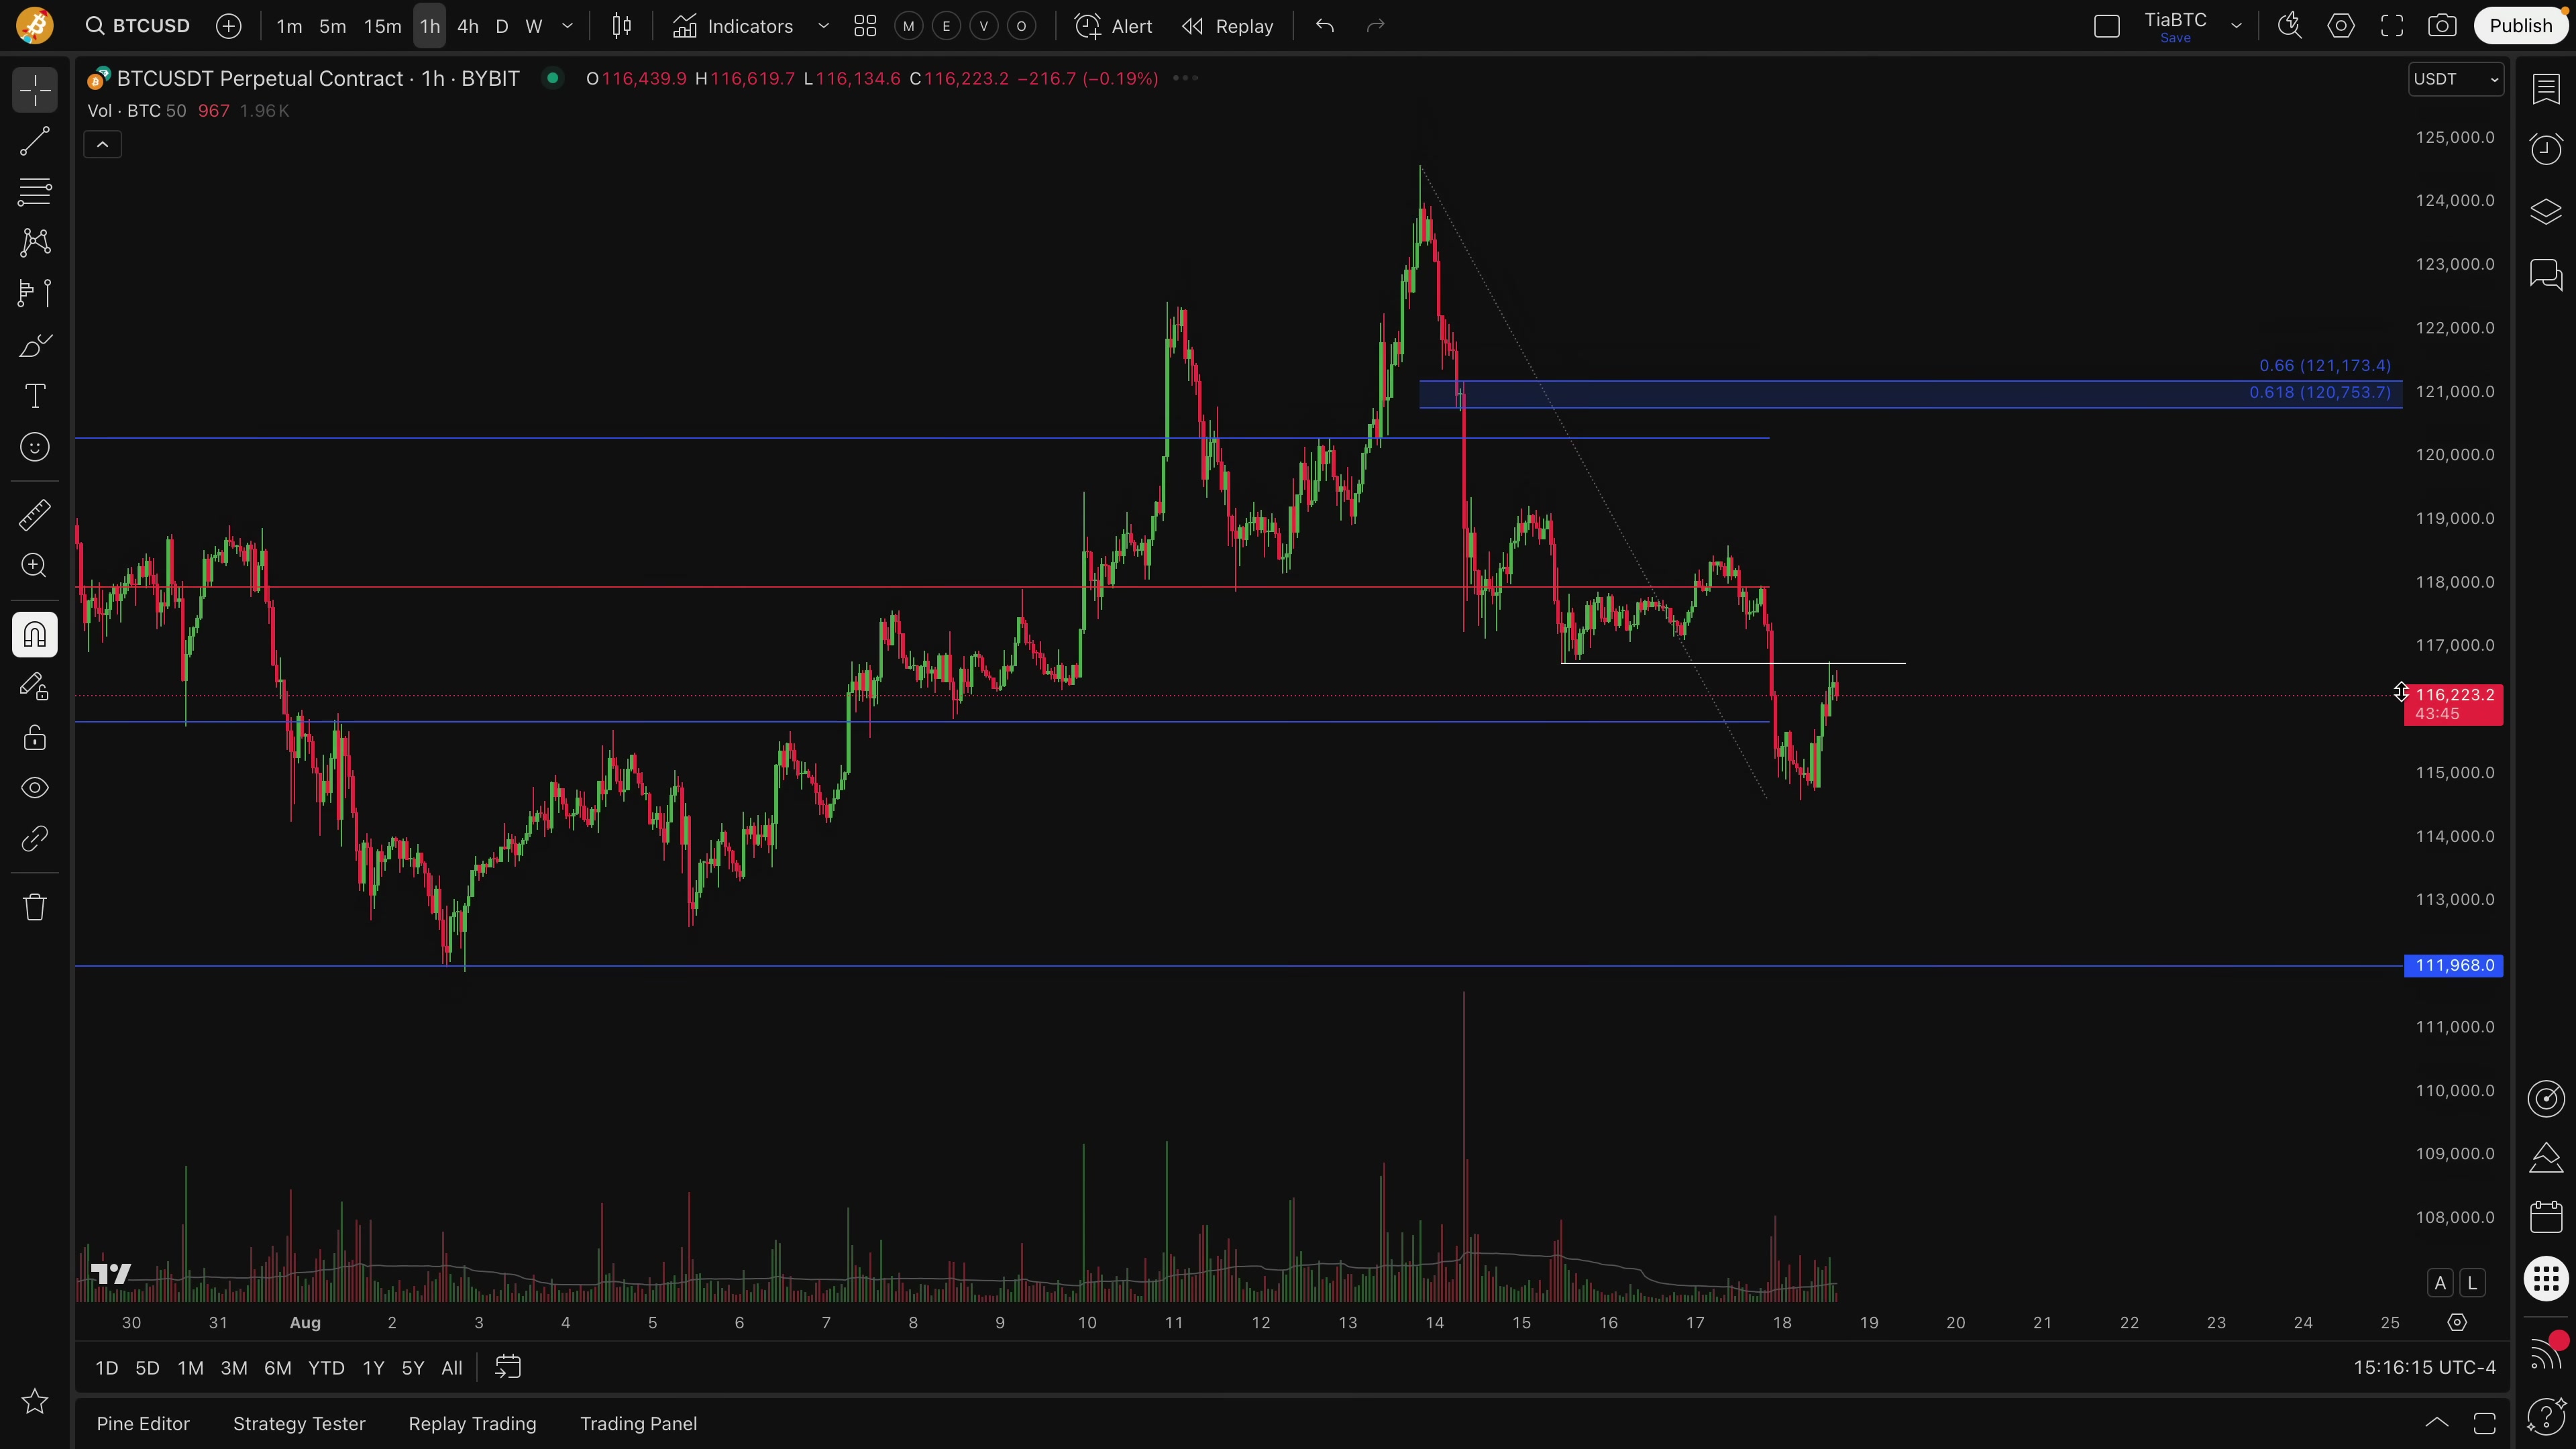 BTCUSD
1m 5m 15m 1h 4h D W
Indicators
M E V O
Alert
Replay
TiaBTC
Save
Publish
BTCUSDT Perpetual Contract · 1h · BYBIT
O116,439.9 H116,619.7 L116,134.6 C116,223.2 −216.7 (−0.19%)
USDT
Vol · BTC 50 967 1.96K
125,000.0
124,000.0
123,000.0
122,000.0
0.66 (121,173.4)
0.618 (120,753.7)
121,000.0
120,000.0
119,000.0
118,000.0
117,000.0
116,223.2
43:45
115,000.0
114,000.0
113,000.0
111,968.0
111,000.0
110,000.0
109,000.0
108,000.0
A L
30 31 Aug 2 3 4 5 6 7 8 9 10 11 12 13 14 15 16 17 18 19 20 21 22 23 24 25
1D 5D 1M 3M 6M YTD 1Y 5Y All
15:16:15 UTC-4
Pine Editor Strategy Tester Replay Trading Trading Panel